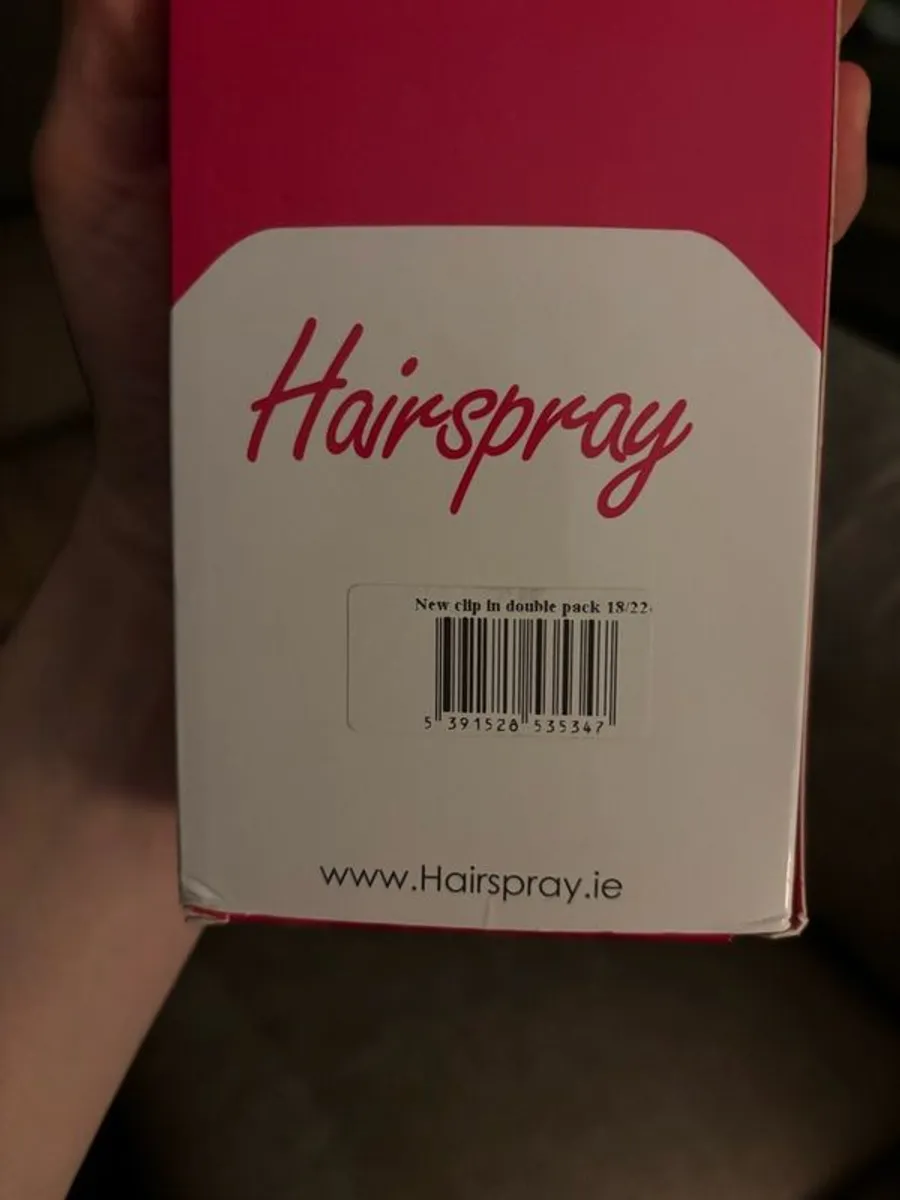 Hairspray
New clip in double pack 18/22
5 391528 535347
www.Hairspray.ie